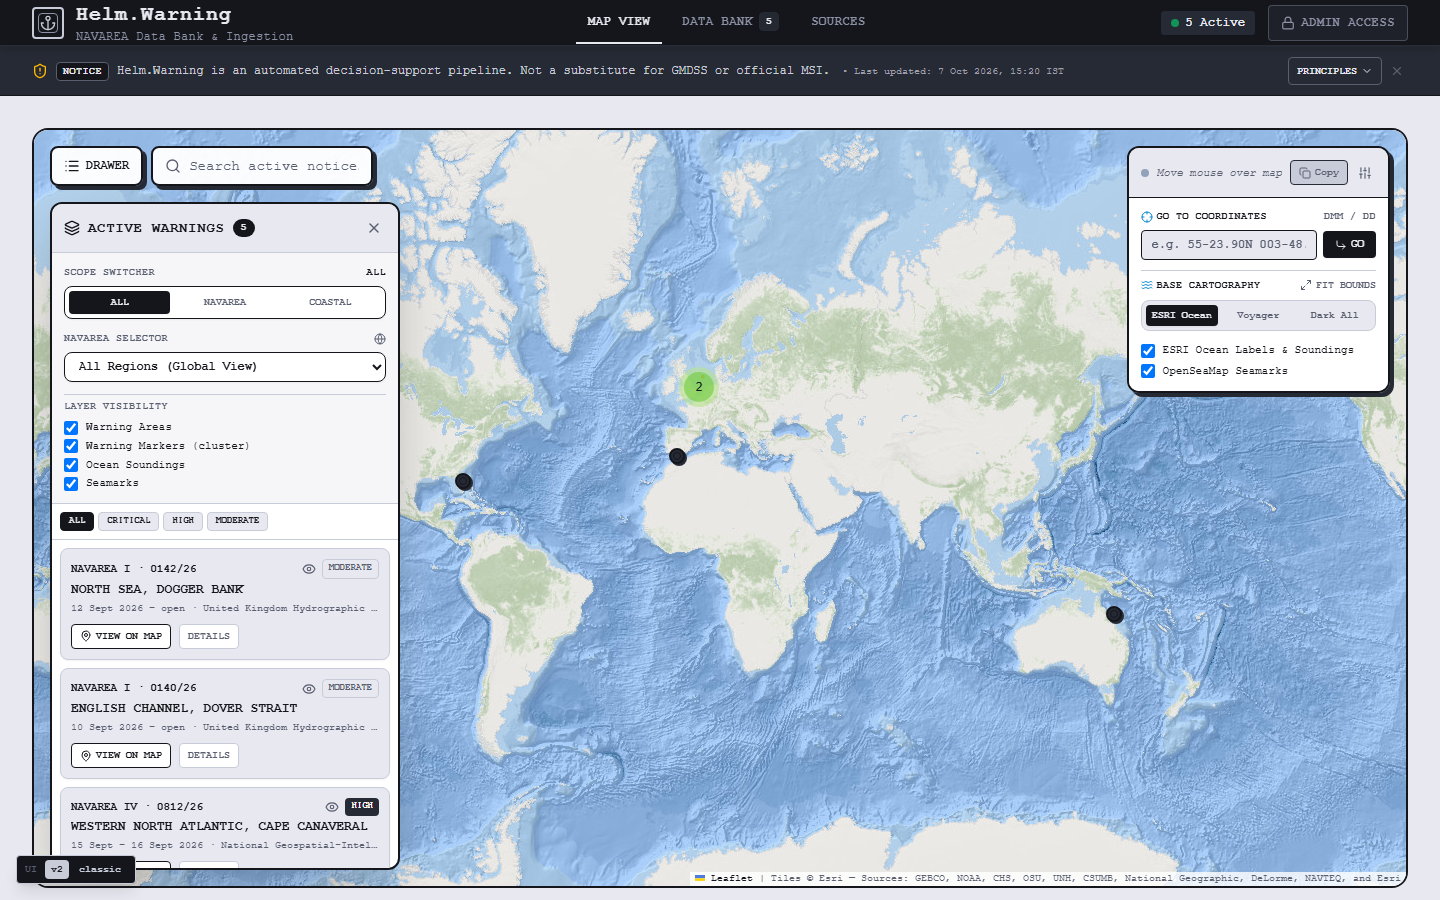 Helm.Warning
NAVAREA Data Bank & Ingestion
MAP VIEW
DATA BANK 5
SOURCES
5 Active
ADMIN ACCESS
NOTICE
Helm.Warning is an automated decision-support pipeline. Not a substitute for GMDSS or official MSI.
• Last updated: 7 Oct 2026, 15:20 IST
PRINCIPLES
DRAWER
Search active notice
ACTIVE WARNINGS 5
SCOPE SWITCHER
ALL
ALL
NAVAREA
COASTAL
NAVAREA SELECTOR
All Regions (Global View)
LAYER VISIBILITY
Warning Areas
Warning Markers (cluster)
Ocean Soundings
Seamarks
ALL
CRITICAL
HIGH
MODERATE
NAVAREA I · 0142/26
MODERATE
NORTH SEA, DOGGER BANK
12 Sept 2026 – open · United Kingdom Hydrographic …
VIEW ON MAP
DETAILS
NAVAREA I · 0140/26
MODERATE
ENGLISH CHANNEL, DOVER STRAIT
10 Sept 2026 – open · United Kingdom Hydrographic …
VIEW ON MAP
DETAILS
NAVAREA IV · 0812/26
HIGH
WESTERN NORTH ATLANTIC, CAPE CANAVERAL
15 Sept – 16 Sept 2026 · National Geospatial-Intel…
UI
v2
classic
2
Move mouse over map
Copy
GO TO COORDINATES
DMM / DD
e.g. 55-23.90N 003-48.
GO
BASE CARTOGRAPHY
FIT BOUNDS
ESRI Ocean
Voyager
Dark All
ESRI Ocean Labels & Soundings
OpenSeaMap Seamarks
Leaflet | Tiles © Esri — Sources: GEBCO, NOAA, CHS, OSU, UNH, CSUMB, National Geographic, DeLorme, NAVTEQ, and Esri